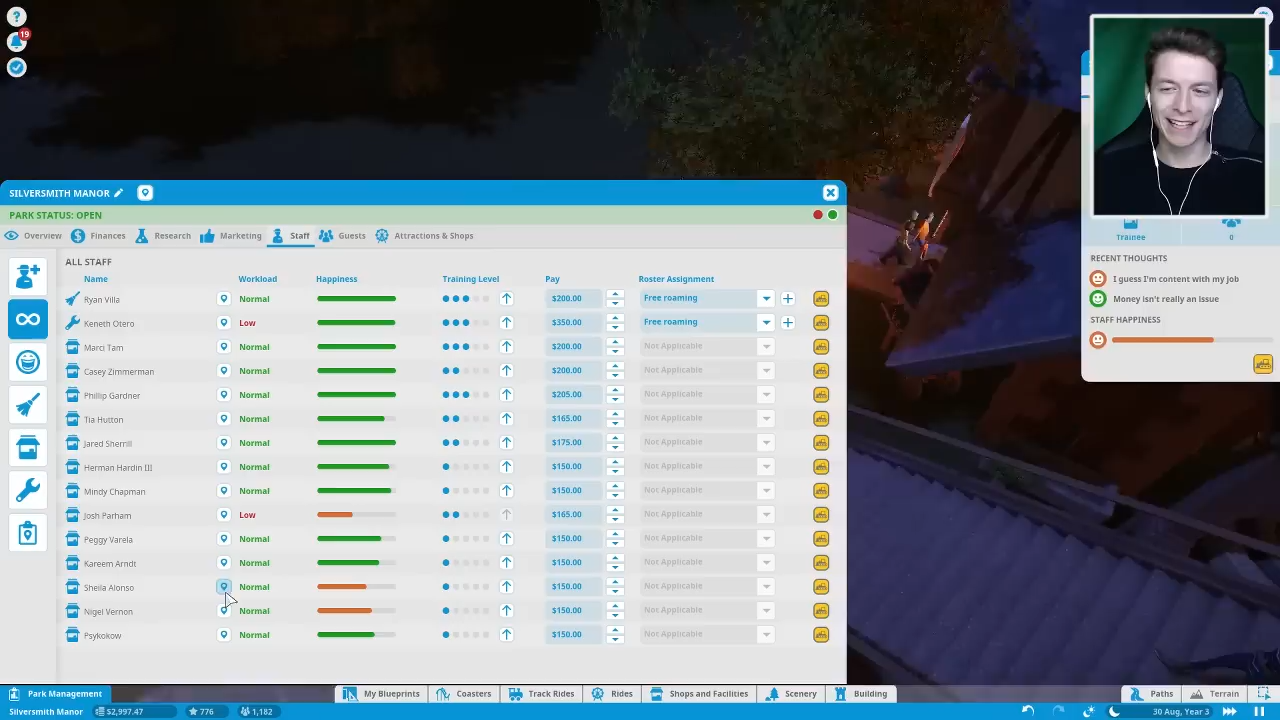 ?
19
SILVERSMITH MANOR
PARK STATUS: OPEN
Overview Finances Research Marketing Staff Guests Attractions & Shops
ALL STAFF
Name Workload Happiness Training Level Pay Roster Assignment
Ryan Villa Normal $200.00 Free roaming
Keneth Otero Low $350.00 Free roaming
Marci Tam Normal $200.00 Not Applicable
Casey Zimmerman Normal $200.00 Not Applicable
Phillip Gardner Normal $205.00 Not Applicable
Tia Hutton Normal $165.00 Not Applicable
Jared Sherrill Normal $175.00 Not Applicable
Herman Hardin III Normal $150.00 Not Applicable
Mindy Chapman Normal $150.00 Not Applicable
Josh Parham Low $165.00 Not Applicable
Peggy Varela Normal $150.00 Not Applicable
Kareem Arndt Normal $150.00 Not Applicable
Sheila Alonso Normal $150.00 Not Applicable
Nigel Vernon Normal $150.00 Not Applicable
Psykokow Normal $150.00 Not Applicable
Trainee 0
RECENT THOUGHTS
I guess I'm content with my job
Money isn't really an issue
STAFF HAPPINESS
Park Management My Blueprints Coasters Track Rides Rides Shops and Facilities Scenery Building Paths Terrain
Silversmith Manor $2,997.47 776 1,182 30 Aug, Year 3